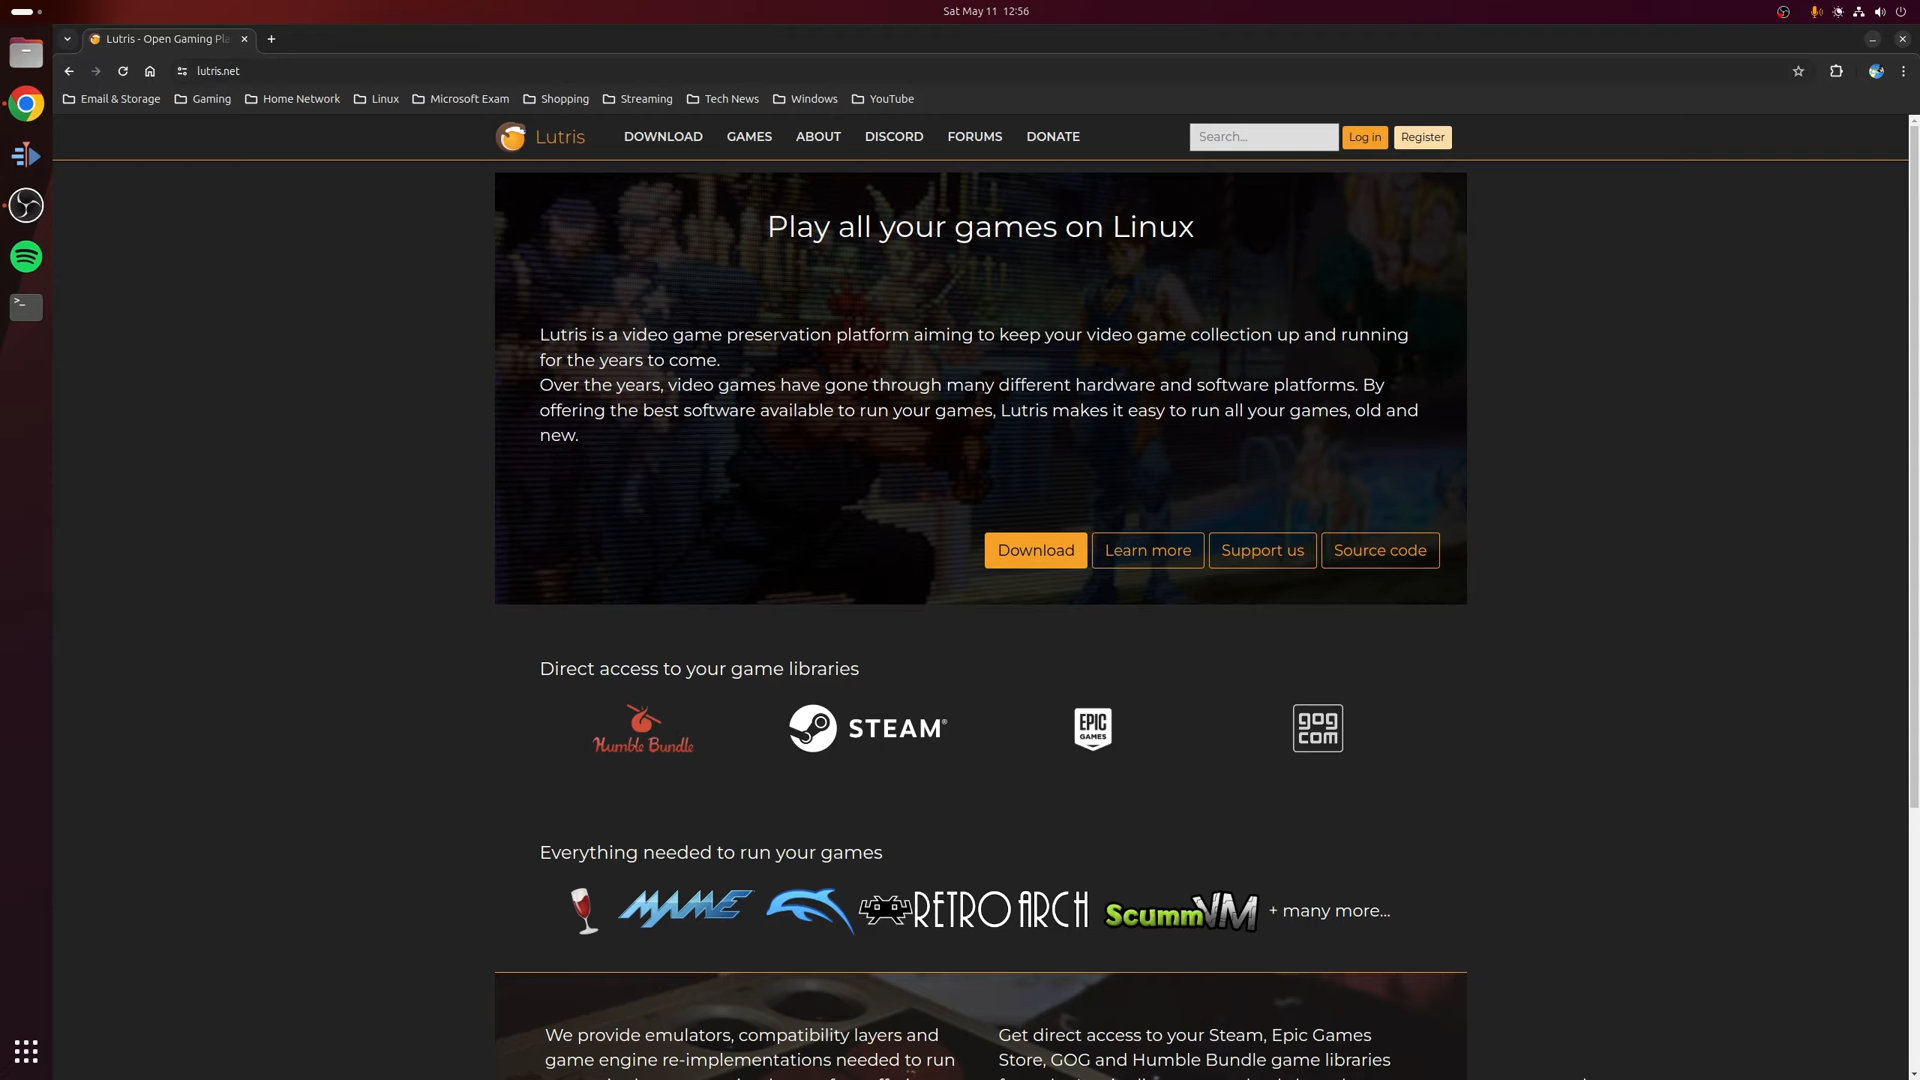 Sat May 11 12:56
Lutris - Open Gaming Pla
lutris.net
Email & Storage
Gaming
Home Network
Linux
Microsoft Exam
Shopping
Streaming
Tech News
Windows
YouTube
Lutris
DOWNLOAD
GAMES
ABOUT
DISCORD
FORUMS
DONATE
Search...
Log in
Register
Play all your games on Linux
Lutris is a video game preservation platform aiming to keep your video game collection up and running
for the years to come.
Over the years, video games have gone through many different hardware and software platforms. By
offering the best software available to run your games, Lutris makes it easy to run all your games, old and
new.
Download
Learn more
Support us
Source code
Direct access to your game libraries
Humble Bundle
STEAM®
EPIC
GAMES
gog
com
Everything needed to run your games
MAME
RETROARCH
ScummVM
+ many more...
We provide emulators, compatibility layers and
game engine re-implementations needed to run
Get direct access to your Steam, Epic Games
Store, GOG and Humble Bundle game libraries